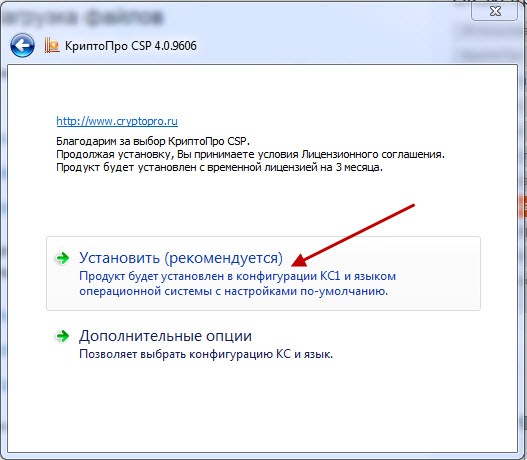 агрузка файлов
КриптоПро CSP 4.0.9606
http://www.cryptopro.ru
Благодарим за выбор КриптоПро CSP.
Продолжая установку, Вы принимаете условия Лицензионного соглашения.
Продукт будет установлен с временной лицензией на 3 месяца.
Установить (рекомендуется)
Продукт будет установлен в конфигурации КС1 и языком
операционной системы с настройками по-умолчанию.
Дополнительные опции
Позволяет выбрать конфигурацию КС и язык.